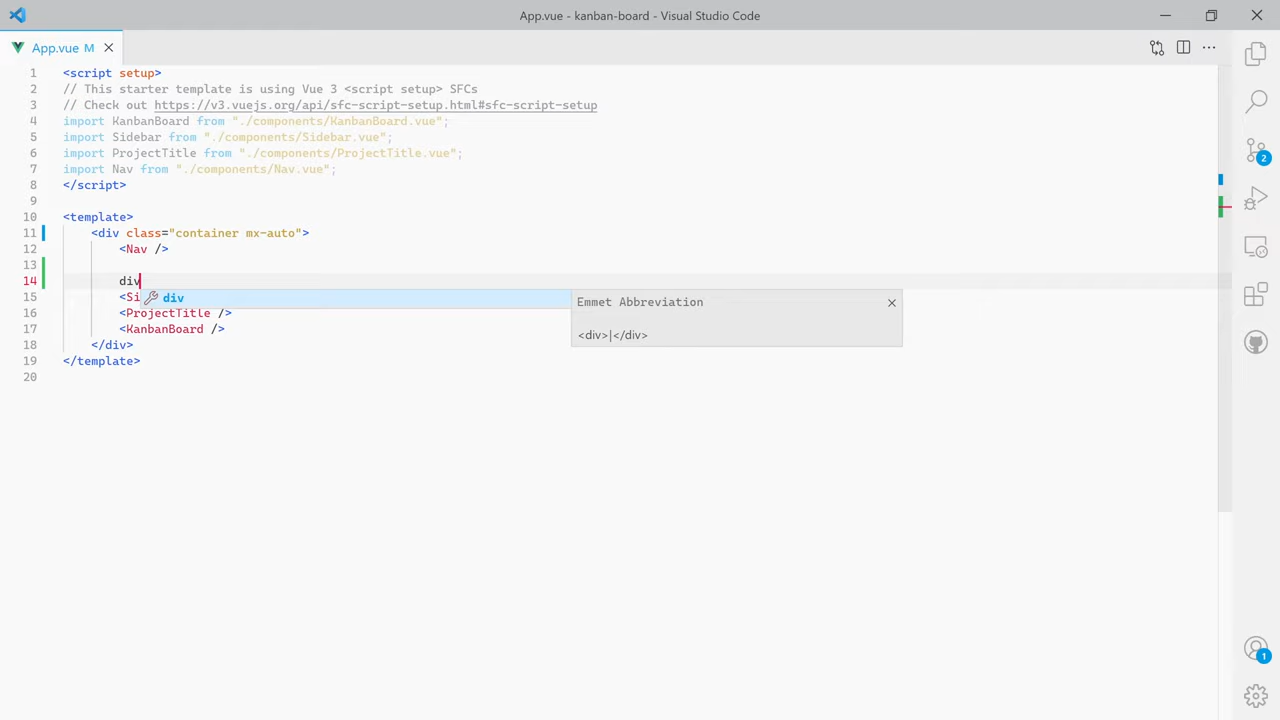 App.vue - kanban-board - Visual Studio Code
App.vue M
1 <script setup>
2 // This starter template is using Vue 3 <script setup> SFCs
3 // Check out https://v3.vuejs.org/api/sfc-script-setup.html#sfc-script-setup
4 import KanbanBoard from "./components/KanbanBoard.vue";
5 import Sidebar from "./components/Sidebar.vue";
6 import ProjectTitle from "./components/ProjectTitle.vue";
7 import Nav from "./components/Nav.vue";
8 </script>
9
10 <template>
11 <div class="container mx-auto">
12 <Nav />
13
14 div
15 <Si
div
Emmet Abbreviation
<div>|</div>
16 <ProjectTitle />
17 <KanbanBoard />
18 </div>
19 </template>
20
2
1